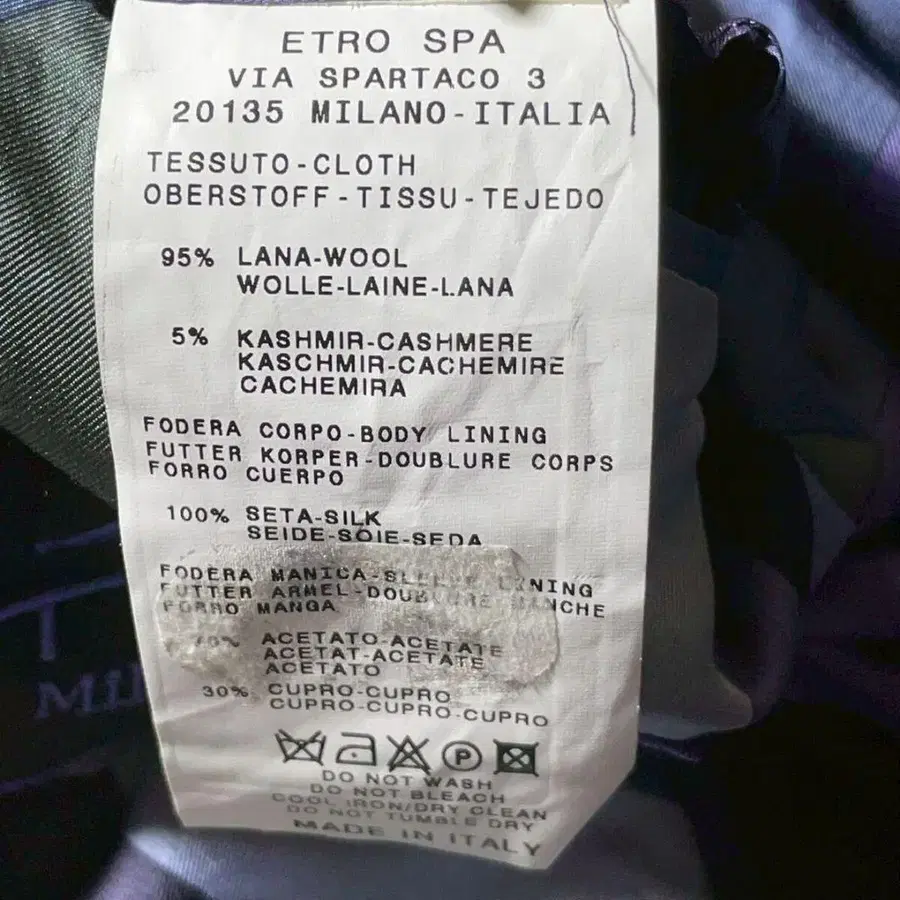 ETRO SPA
VIA SPARTACO 3
20135 MILANO-ITALIA
TESSUTO-CLOTH
OBERSTOFF-TISSU-TEJEDO
95% LANA-WOOL
WOLLE-LAINE-LANA
5% KASHMIR-CASHMERE
KASCHMIR-CACHEMIRE
CACHEMIRA
FODERA CORPO-BODY LINING
FUTTER KORPER-DOUBLURE CORPS
FORRO CUERPO
100% SETA-SILK
SEIDE-SOIE-SEDA
FODERA MANICA-SLEEVE LINING
FUTTER ARMEL-DOUBLURE MANCHE
FORRO MANGA
ACETATO-ACETATE
ACETAT-ACETATE
ACETATO
30% CUPRO-CUPRO
CUPRO-CUPRO-CUPRO
P
DO NOT WASH
DO NOT BLEACH
COOL IRON/DRY CLEAN
DO NOT TUMBLE DRY
MADE IN ITALY